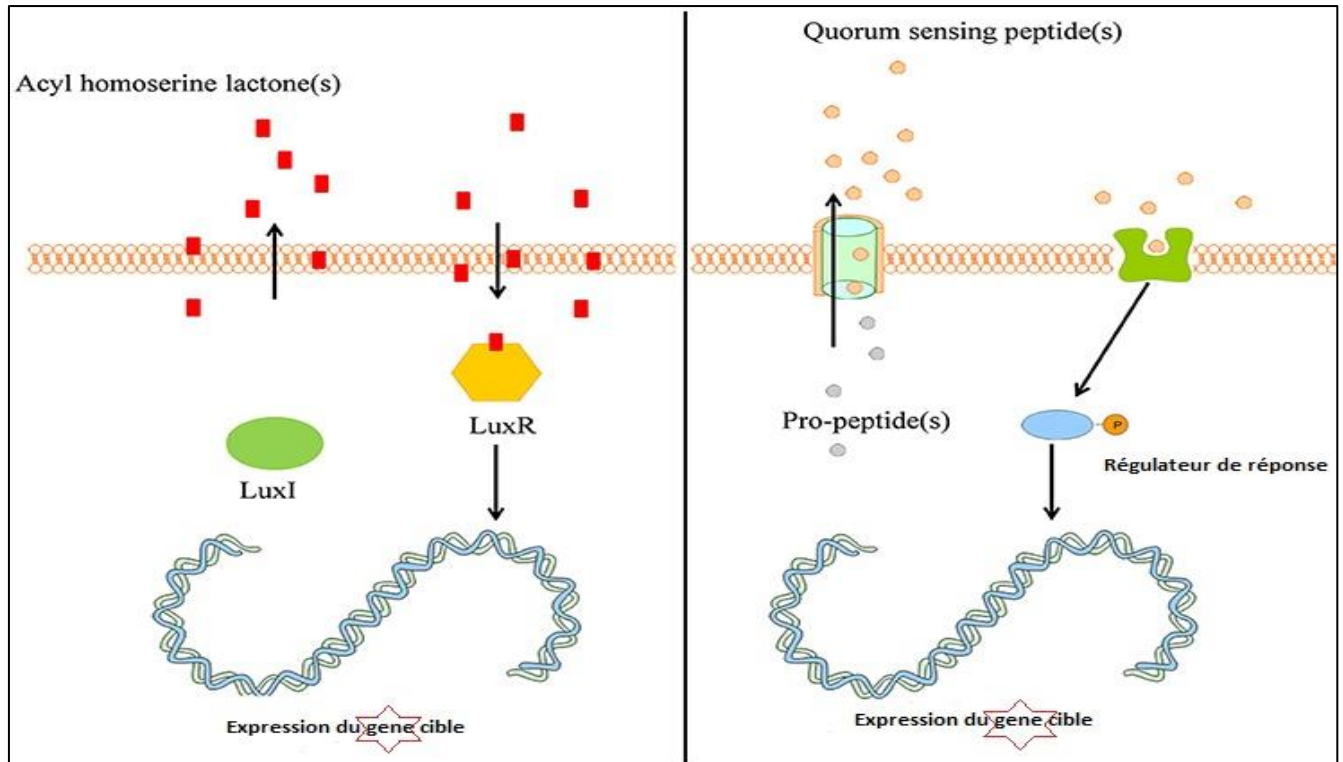 Acyl homoserine lactone(s)
LuxR
LuxI
Expression du gene cible
Quorum sensing peptide(s)
Pro-peptide(s)
P
Régulateur de réponse
Expression du gene cible